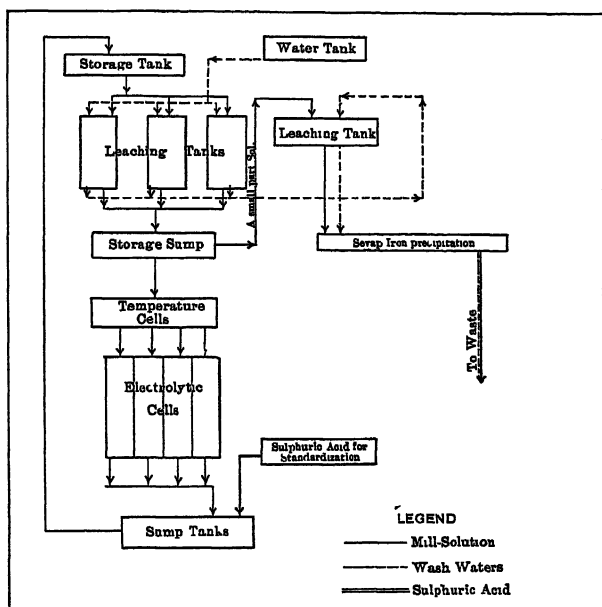 Water Tank
Storage Tank
Leaching Tanks
Leaching Tank
A small part Sol.
Storage Sump
Scrap Iron precipitation
Temperature
Cells
To Waste
Electrolytic
Cells
Sulphuric Acid for
Standardization
Sump Tanks
LEGEND
Mill-Solution
Wash Waters
Sulphuric Acid